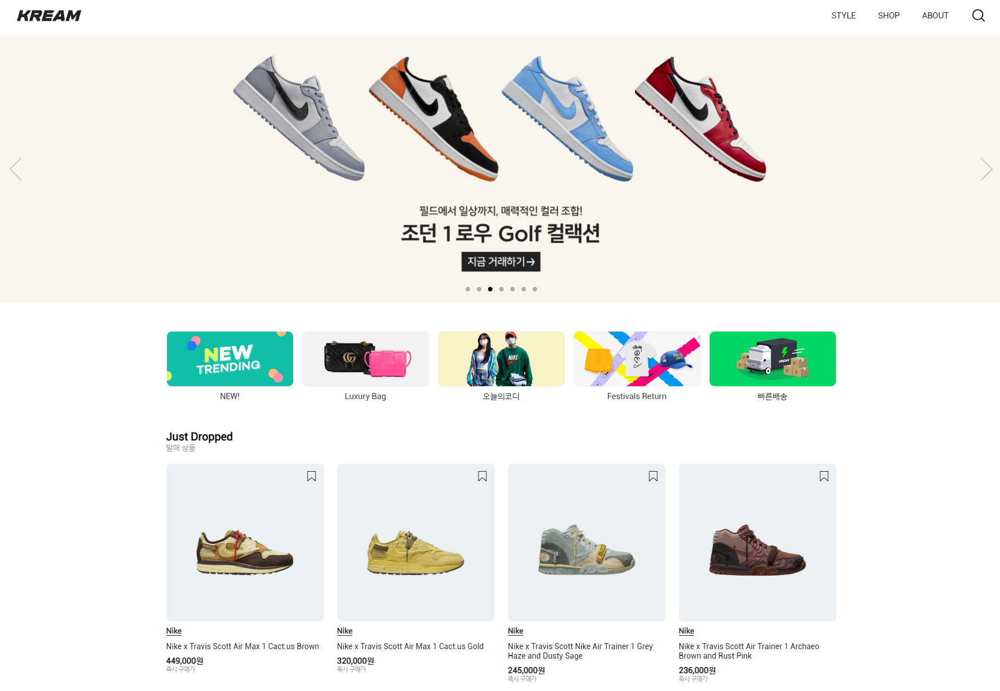 KREAM
STYLE SHOP ABOUT
필드에서 일상까지, 매력적인 컬러 조합!
조던 1 로우 Golf 컬랙션
지금 거래하기→
NEW
TRENDING
NIKE
KREAM
NEW!
Luxury Bag
오늘의코디
Festivals Return
빠른배송
Just Dropped
발매 상품
Nike
Nike x Travis Scott Air Max 1 Cact.us Brown
449,000원
즉시 구매가
Nike
Nike x Travis Scott Air Max 1 Cact.us Gold
320,000원
즉시 구매가
Nike
Nike x Travis Scott Nike Air Trainer 1 Grey
Haze and Dusty Sage
245,000원
즉시 구매가
Nike
Nike x Travis Scott Air Trainer 1 Archaeo
Brown and Rust Pink
236,000원
즉시 구매가